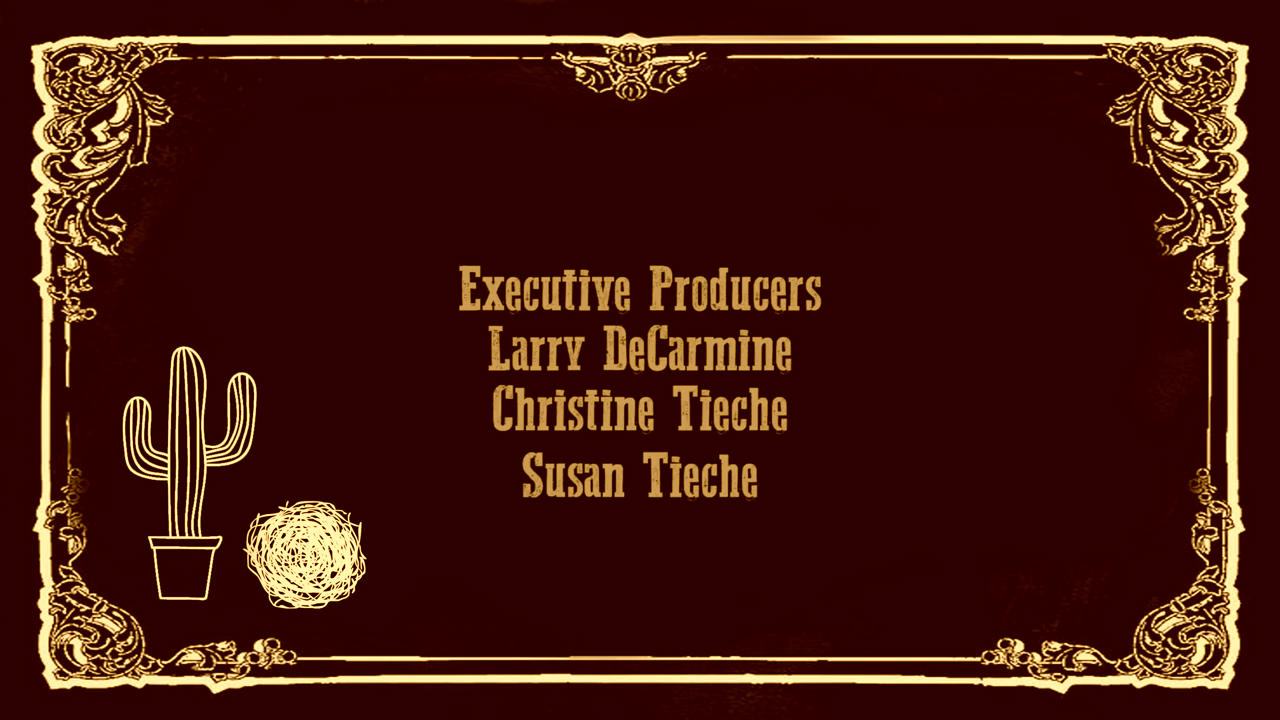 Executive Producers
Larry DeCarmine
Christine Tieche
Susan Tieche